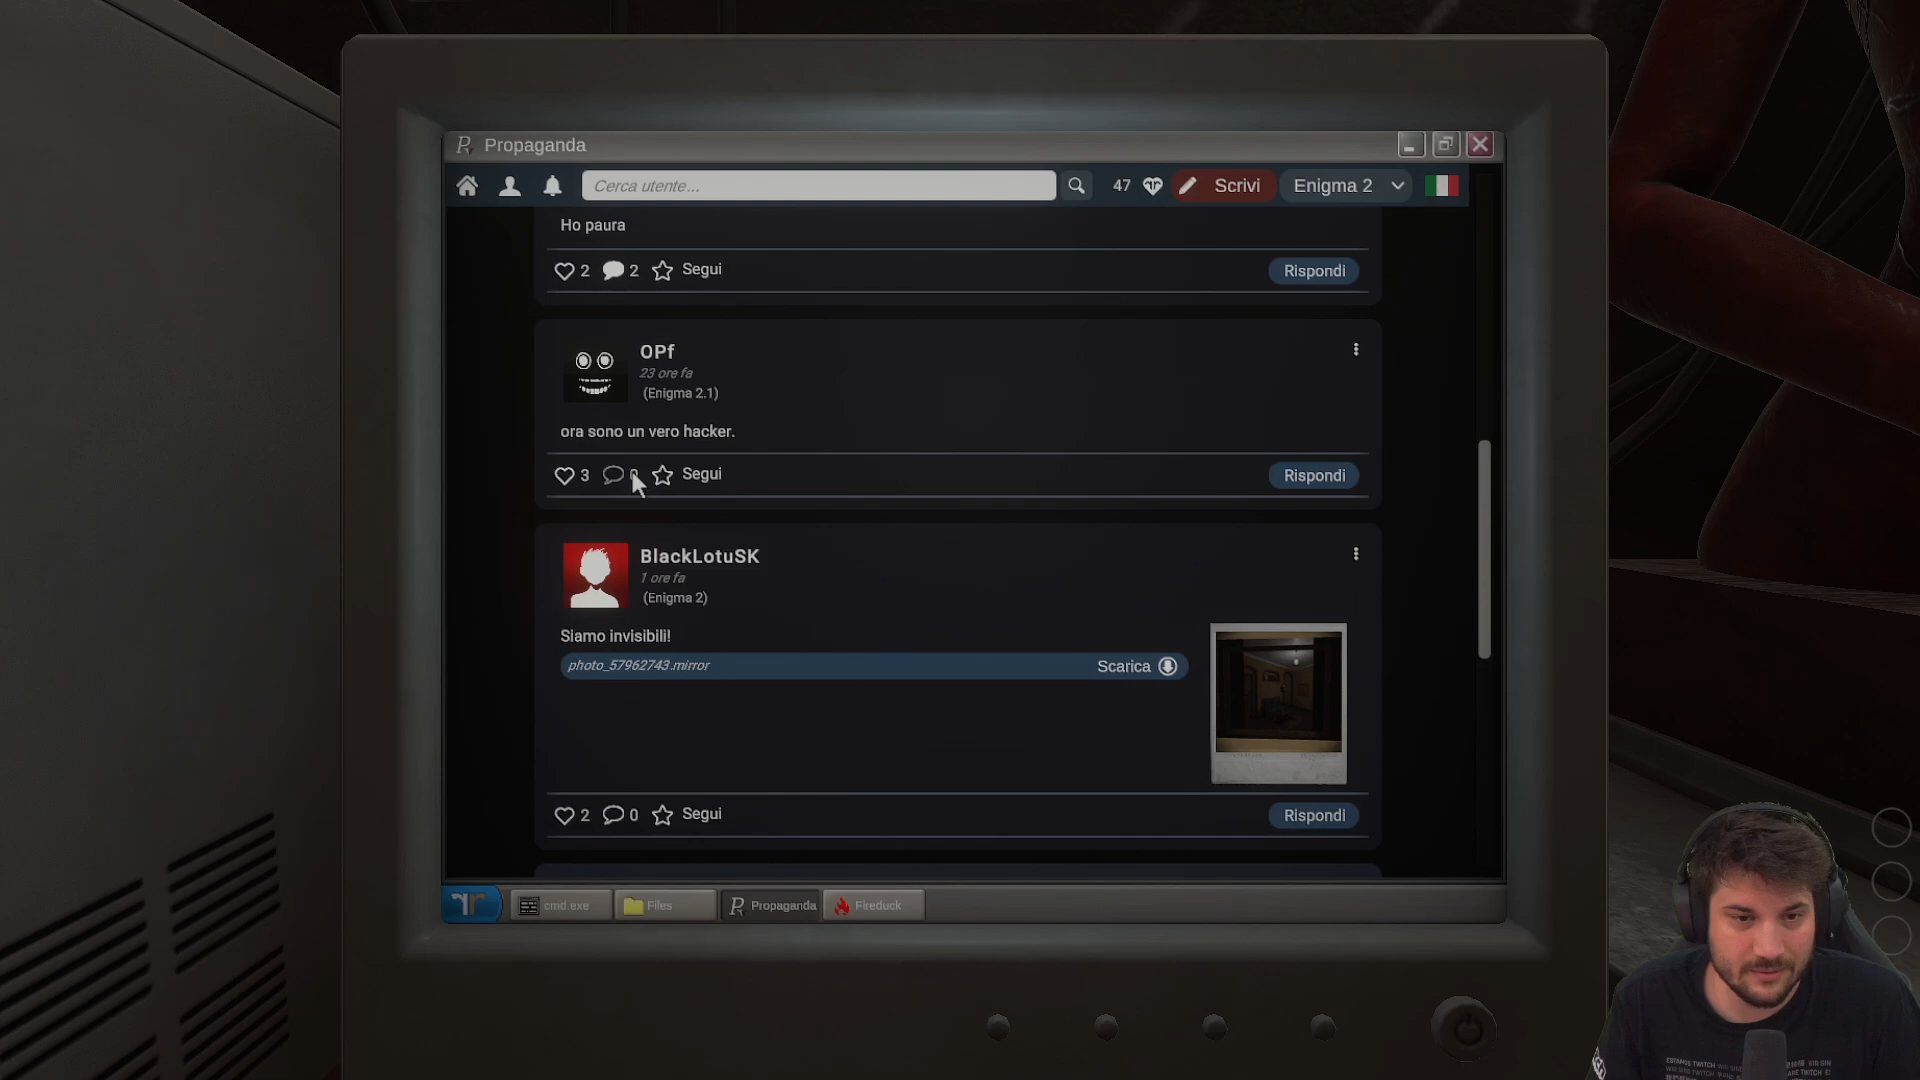 Propaganda
Cerca utente...
47
Scrivi
Enigma 2
Ho paura
2
2
Segui
Rispondi
OPf
23 ore fa
(Enigma 2.1)
ora sono un vero hacker.
3
Segui
Rispondi
BlackLotuSK
1 ore fa
(Enigma 2)
Siamo invisibili!
photo_57962743.mirror
Scarica
2
0
Segui
Rispondi
cmd.exe
Files
Propaganda
Fireduck